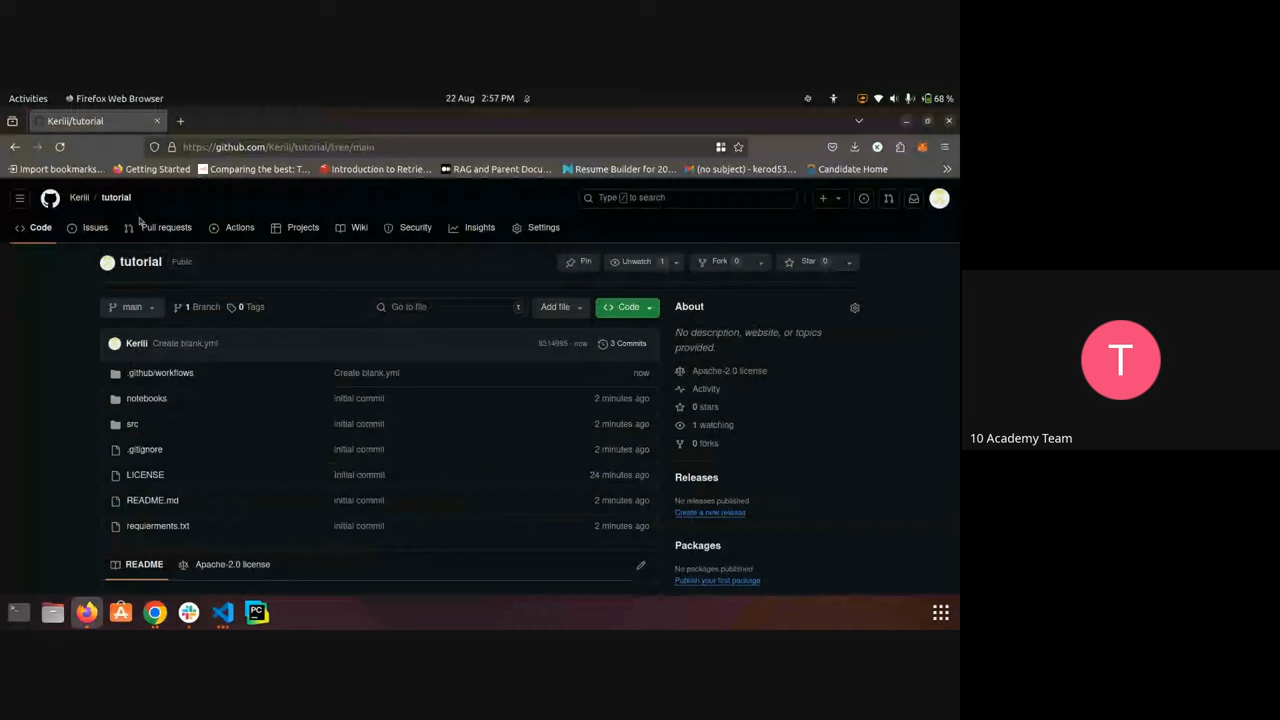 Activities Firefox Web Browser 22 Aug 2:57 PM 68 %
Keriii/tutorial
https://github.com/Keriii/tutorial/tree/main
Import bookmarks... Getting Started Comparing the best: T... Introduction to Retrie... RAG and Parent Docu... Resume Builder for 20... (no subject) - kerod53... Candidate Home
Keriii / tutorial Type / to search
Code Issues Pull requests Actions Projects Wiki Security Insights Settings
tutorial Public Pin Unwatch 1 Fork 0 Star 0
main 1 Branch 0 Tags Go to file t Add file Code About
No description, website, or topics
provided.
Keriii Create blank.yml 9314995 · now 3 Commits
.github/workflows Create blank.yml now
Apache-2.0 license
Activity
notebooks initial commit 2 minutes ago
0 stars
src initial commit 2 minutes ago
1 watching
0 forks
.gitignore initial commit 2 minutes ago
LICENSE Initial commit 24 minutes ago
Releases
README.md initial commit 2 minutes ago
No releases published
Create a new release
requierments.txt initial commit 2 minutes ago
Packages
README Apache-2.0 license
No packages published
Publish your first package
PC
T
10 Academy Team